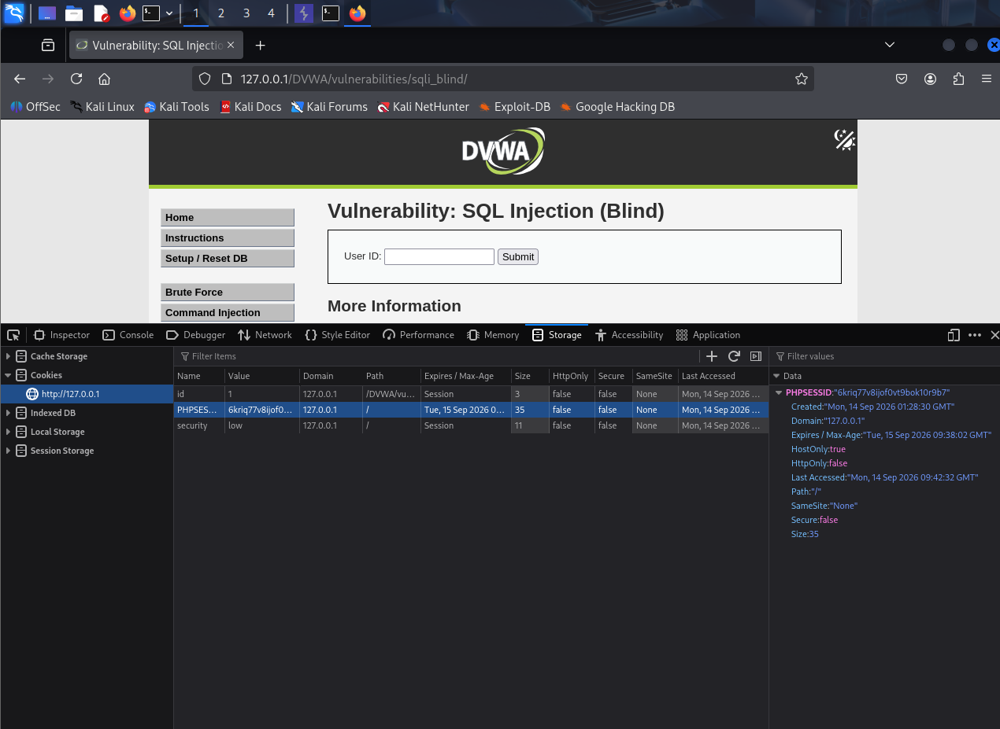 1 2 3 4
Vulnerability: SQL Injectio
127.0.0.1/DVWA/vulnerabilities/sqli_blind/
OffSec Kali Linux Kali Tools Kali Docs Kali Forums Kali NetHunter Exploit-DB Google Hacking DB
DVWA
Home
Instructions
Setup / Reset DB
Brute Force
Command Injection
Vulnerability: SQL Injection (Blind)
User ID: Submit
More Information
Inspector Console Debugger Network Style Editor Performance Memory Storage Accessibility Application
Cache Storage
Cookies
http://127.0.0.1
Indexed DB
Local Storage
Session Storage
Filter Items
Name Value Domain Path Expires / Max-Age Size HttpOnly Secure SameSite Last Accessed
id 1 127.0.0.1 /DVWA/vu... Session 3 false false None Mon, 14 Sep 2026 ...
PHPSES... 6kriq77v8ijof0... 127.0.0.1 / Tue, 15 Sep 2026 0... 35 false false None Mon, 14 Sep 2026 ...
security low 127.0.0.1 / Session 11 false false None Mon, 14 Sep 2026 ...
Filter values
Data
PHPSESSID:"6kriq77v8ijof0vt9bok10r9b7"
Created:"Mon, 14 Sep 2026 01:28:30 GMT"
Domain:"127.0.0.1"
Expires / Max-Age:"Tue, 15 Sep 2026 09:38:02 GMT"
HostOnly:true
HttpOnly:false
Last Accessed:"Mon, 14 Sep 2026 09:42:32 GMT"
Path:"/"
SameSite:"None"
Secure:false
Size:35